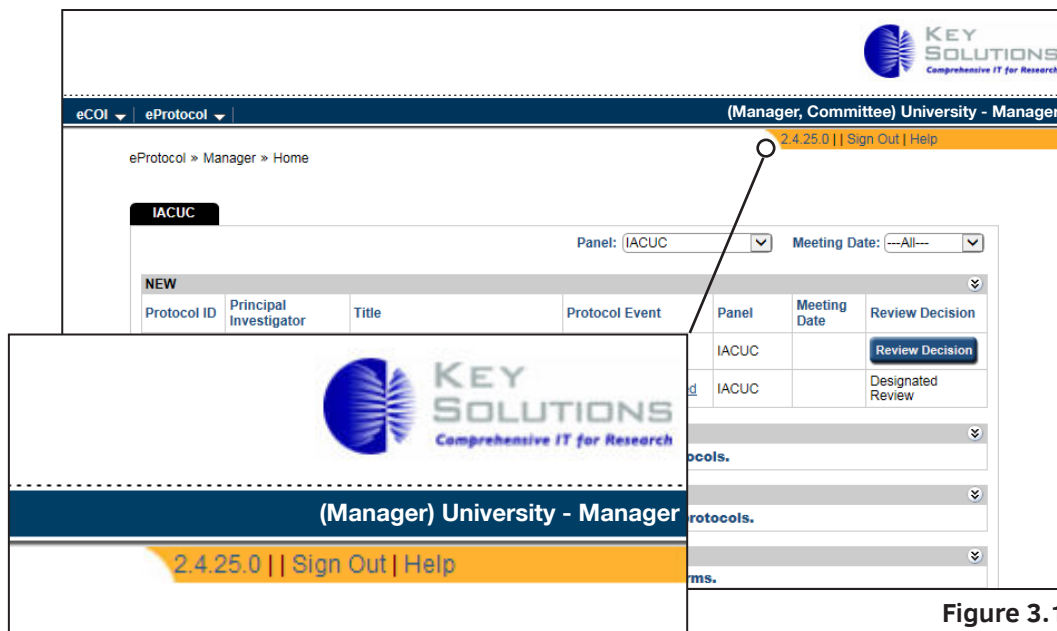 KEY
SOLUTIONS
Comprehensive IT for Research
eCOI eProtocol (Manager, Committee) University - Manager
2.4.25.0 | | Sign Out | Help
eProtocol » Manager » Home
IACUC
Panel: IACUC Meeting Date: ---All---
NEW
Protocol ID Principal Investigator Title Protocol Event Panel Meeting Date Review Decision
IACUC Review Decision
IACUC Designated Review
protocols.
KEY
SOLUTIONS
Comprehensive IT for Research
(Manager) University - Manager
2.4.25.0 | | Sign Out | Help
Figure 3.1